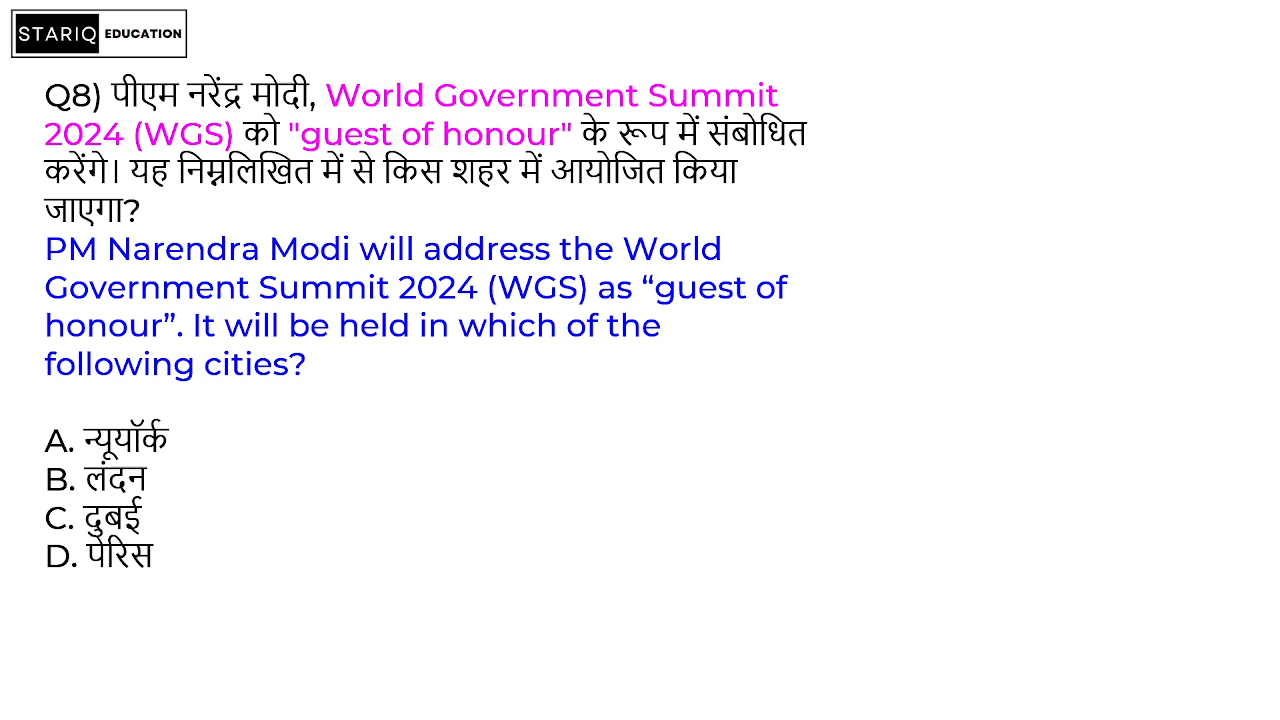 STARIQ EDUCATION
Q8) पीएम नरेंद्र मोदी, World Government Summit
2024 (WGS) को "guest of honour" के रूप में संबोधित
करेंगे। यह निम्नलिखित में से किस शहर में आयोजित किया
जाएगा?
PM Narendra Modi will address the World
Government Summit 2024 (WGS) as “guest of
honour”. It will be held in which of the
following cities?
A. न्यूयॉर्क
B. लंदन
C. दुबई
D. पेरिस